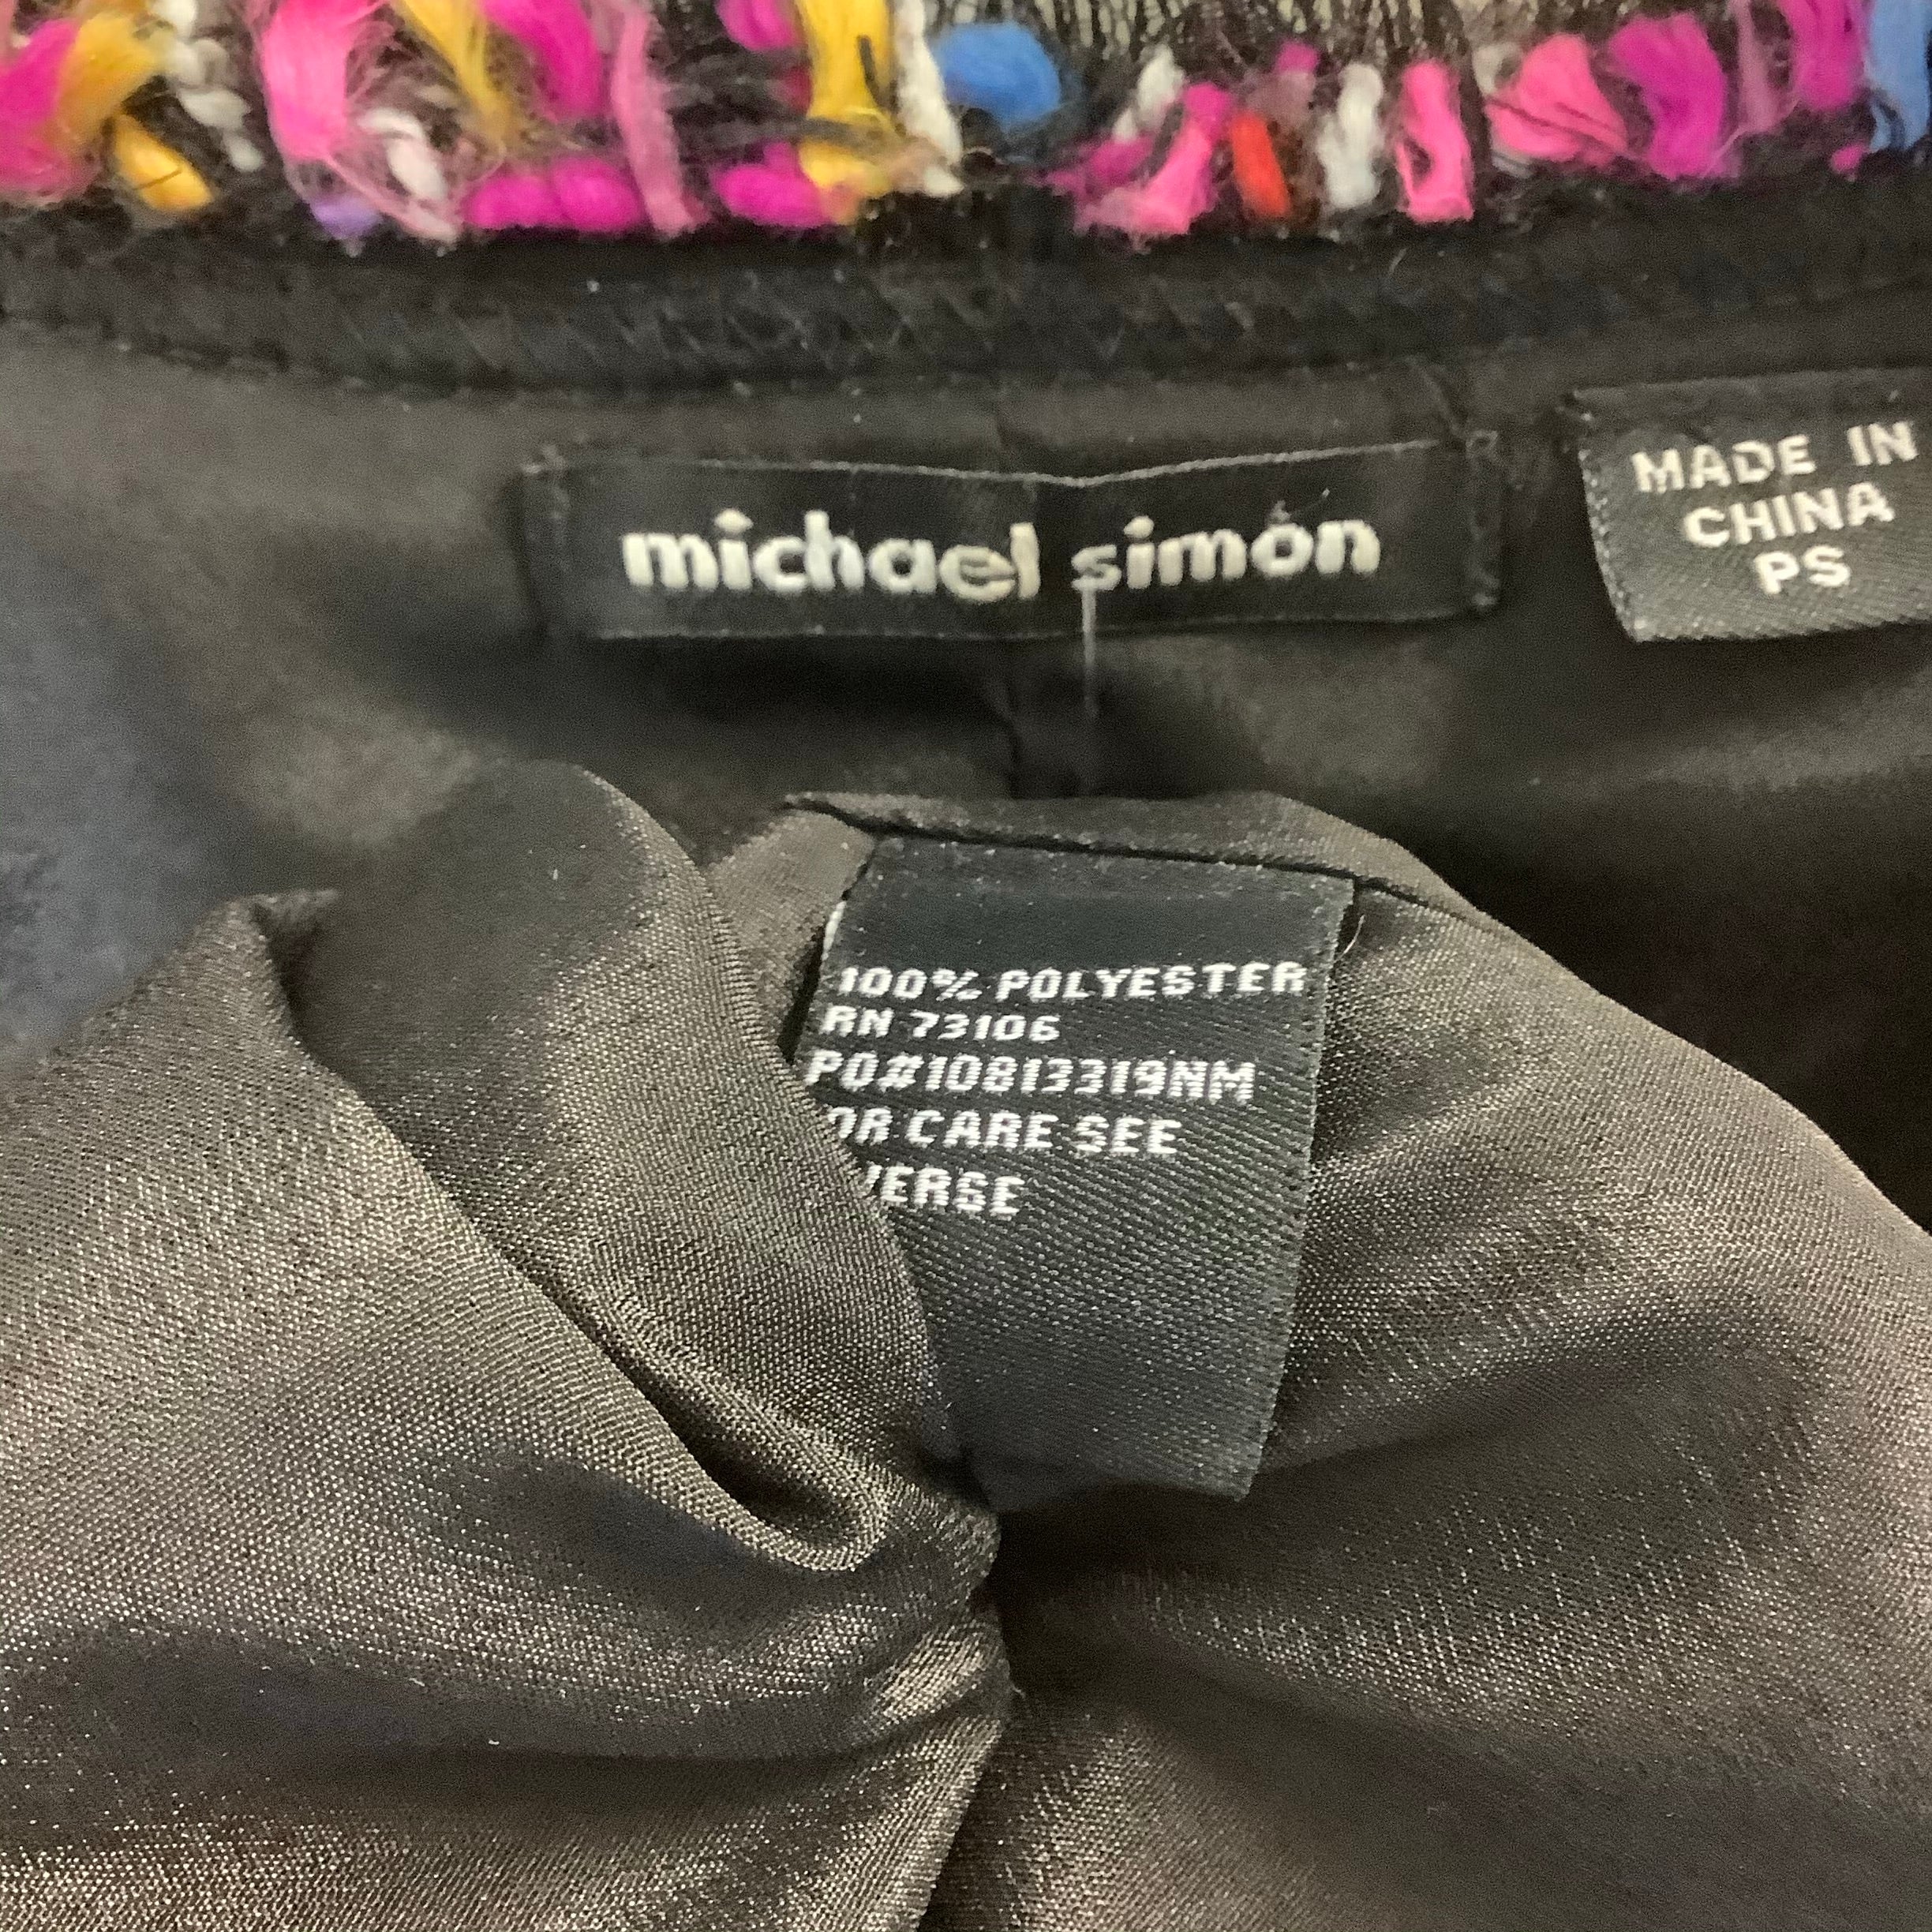 michael simon
MADE IN
CHINA
PS
100% POLYESTER
RN 73106
PO#10813319NM
OR CARE SEE
VERSE